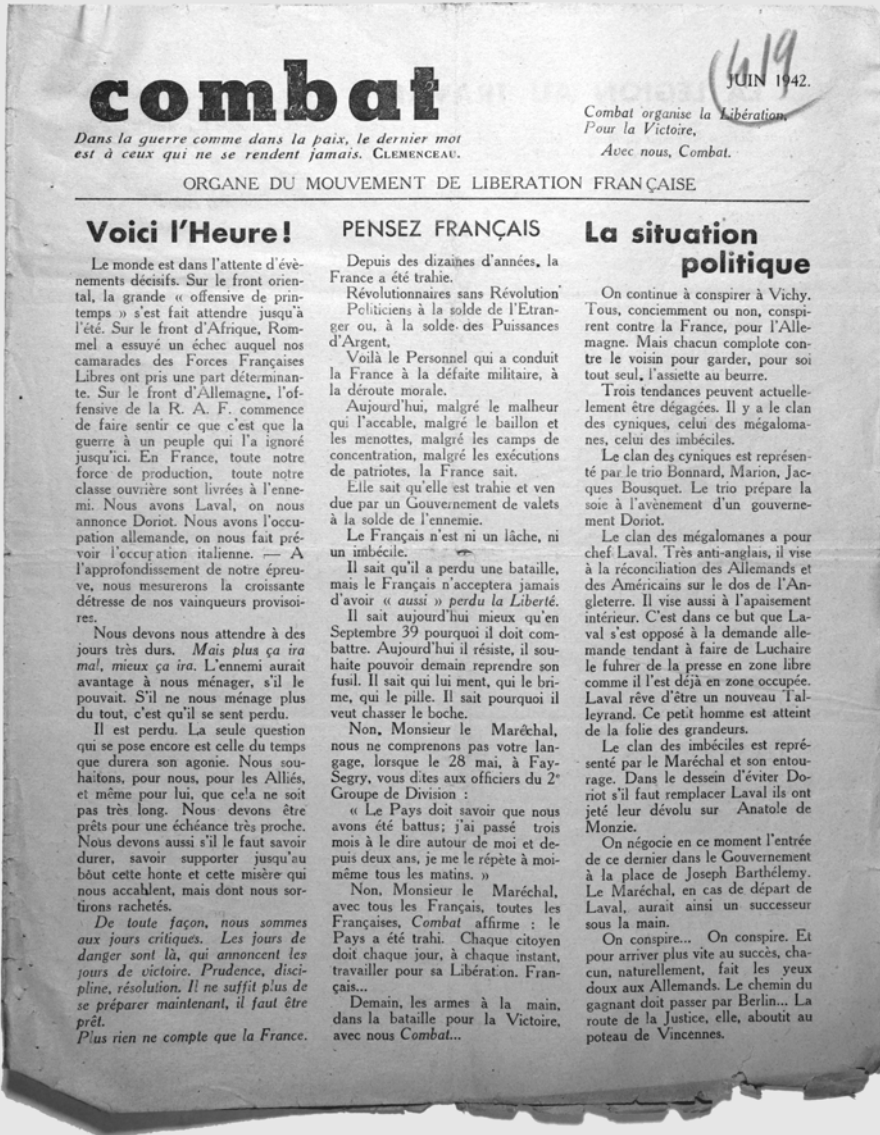 419
JUIN 1942.
combat
Combat organise la Libération,
Pour la Victoire,
Avec nous, Combat.
Dans la guerre comme dans la paix, le dernier mot
est à ceux qui ne se rendent jamais. CLEMENCEAU.
ORGANE DU MOUVEMENT DE LIBERATION FRANÇAISE
Voici l'Heure!
Le monde est dans l'attente d'évè-
nements décisifs. Sur le front orien-
tal, la grande « offensive de prin-
temps » s'est fait attendre jusqu'à
l'été. Sur le front d'Afrique, Rom-
mel a essuyé un échec auquel nos
camarades des Forces Françaises
Libres ont pris une part déterminan-
te. Sur le front d'Allemagne, l'of-
fensive de la R. A. F. commence
de faire sentir ce que c'est que la
guerre à un peuple qui l'a ignoré
jusqu'ici. En France, toute notre
force de production, toute notre
classe ouvrière sont livrées à l'enne-
mi. Nous avons Laval, on nous
annonce Doriot. Nous avons l'occu-
pation allemande, on nous fait pré-
voir l'occupation italienne. — A
l'approfondissement de notre épreu-
ve, nous mesurerons la croissante
détresse de nos vainqueurs provisoi-
res.
Nous devons nous attendre à des
jours très durs. Mais plus ça ira
mal, mieux ça ira. L'ennemi aurait
avantage à nous ménager, s'il le
pouvait. S'il ne nous ménage plus
du tout, c'est qu'il se sent perdu.
Il est perdu. La seule question
qui se pose encore est celle du temps
que durera son agonie. Nous sou-
haitons, pour nous, pour les Alliés,
et même pour lui, que cela ne soit
pas très long. Nous devons être
prêts pour une échéance très proche.
Nous devons aussi s'il le faut savoir
durer, savoir supporter jusqu'au
bout cette honte et cette misère qui
nous accablent, mais dont nous sor-
tirons rachetés.
De toute façon, nous sommes
aux jours critiques. Les jours de
danger sont là, qui annoncent les
jours de victoire. Prudence, disci-
pline, résolution. Il ne suffit plus de
se préparer maintenant, il faut être
prêt.
Plus rien ne compte que la France.
PENSEZ FRANÇAIS
Depuis des dizaines d'années, la
France a été trahie.
Révolutionnaires sans Révolution
Politiciens à la solde de l'Etran-
ger ou, à la solde des Puissances
d'Argent,
Voilà le Personnel qui a conduit
la France à la défaite militaire, à
la déroute morale.
Aujourd'hui, malgré le malheur
qui l'accable, malgré le baillon et
les menottes, malgré les camps de
concentration, malgré les exécutions
de patriotes, la France sait.
Elle sait qu'elle est trahie et ven
due par un Gouvernement de valets
à la solde de l'ennemie.
Le Français n'est ni un lâche, ni
un imbécile.
Il sait qu'il a perdu une bataille,
mais le Français n'acceptera jamais
d'avoir « aussi » perdu la Liberté.
Il sait aujourd'hui mieux qu'en
Septembre 39 pourquoi il doit com-
battre. Aujourd'hui il résiste, il sou-
haite pouvoir demain reprendre son
fusil. Il sait qui lui ment, qui le bri-
me, qui le pille. Il sait pourquoi il
veut chasser le boche.
Non, Monsieur le Marêchal,
nous ne comprenons pas votre lan-
gage, lorsque le 28 mai, à Fay-
Segry, vous dites aux officiers du 2e
Groupe de Division :
« Le Pays doit savoir que nous
avons été battus; j'ai passé trois
mois à le dire autour de moi et de-
puis deux ans, je me le répète à moi-
même tous les matins. »
Non, Monsieur le Maréchal,
avec tous les Français, toutes les
Françaises, Combat affirme : le
Pays a été trahi. Chaque citoyen
doit chaque jour, à chaque instant,
travailler pour sa Libération. Fran-
çais...
Demain, les armes à la main,
dans la bataille pour la Victoire,
avec nous Combat...
La situation
politique
On continue à conspirer à Vichy.
Tous, conciemment ou non, conspi-
rent contre la France, pour l'Alle-
magne. Mais chacun complote con-
tre le voisin pour garder, pour soi
tout seul, l'assiette au beurre.
Trois tendances peuvent actuelle-
lement être dégagées. Il y a le clan
des cyniques, celui des mégaloma-
nes, celui des imbéciles.
Le clan des cyniques est représen-
té par le trio Bonnard, Marion, Jac-
ques Bousquet. Le trio prépare la
soie à l'avènement d'un gouverne-
ment Doriot.
Le clan des mégalomanes a pour
chef Laval. Très anti-anglais, il vise
à la réconciliation des Allemands et
des Américains sur le dos de l'An-
gleterre. Il vise aussi à l'apaisement
intérieur. C'est dans ce but que La-
val s'est opposé à la demande alle-
mande tendant à faire de Luchaire
le fuhrer de la presse en zone libre
comme il l'est déjà en zone occupée.
Laval rêve d'être un nouveau Tal-
leyrand. Ce petit homme est atteint
de la folie des grandeurs.
Le clan des imbéciles est repré-
senté par le Maréchal et son entou-
rage. Dans le dessein d'éviter Do-
riot s'il faut remplacer Laval ils ont
jeté leur dévolu sur Anatole de
Monzie.
On négocie en ce moment l'entrée
de ce dernier dans le Gouvernement
à la place de Joseph Barthélemy.
Le Maréchal, en cas de départ de
Laval, aurait ainsi un successeur
sous la main.
On conspire... On conspire. Et
pour arriver plus vite au succès, cha-
cun, naturellement, fait les yeux
doux aux Allemands. Le chemin du
gagnant doit passer par Berlin... La
route de la Justice, elle, aboutit au
poteau de Vincennes.